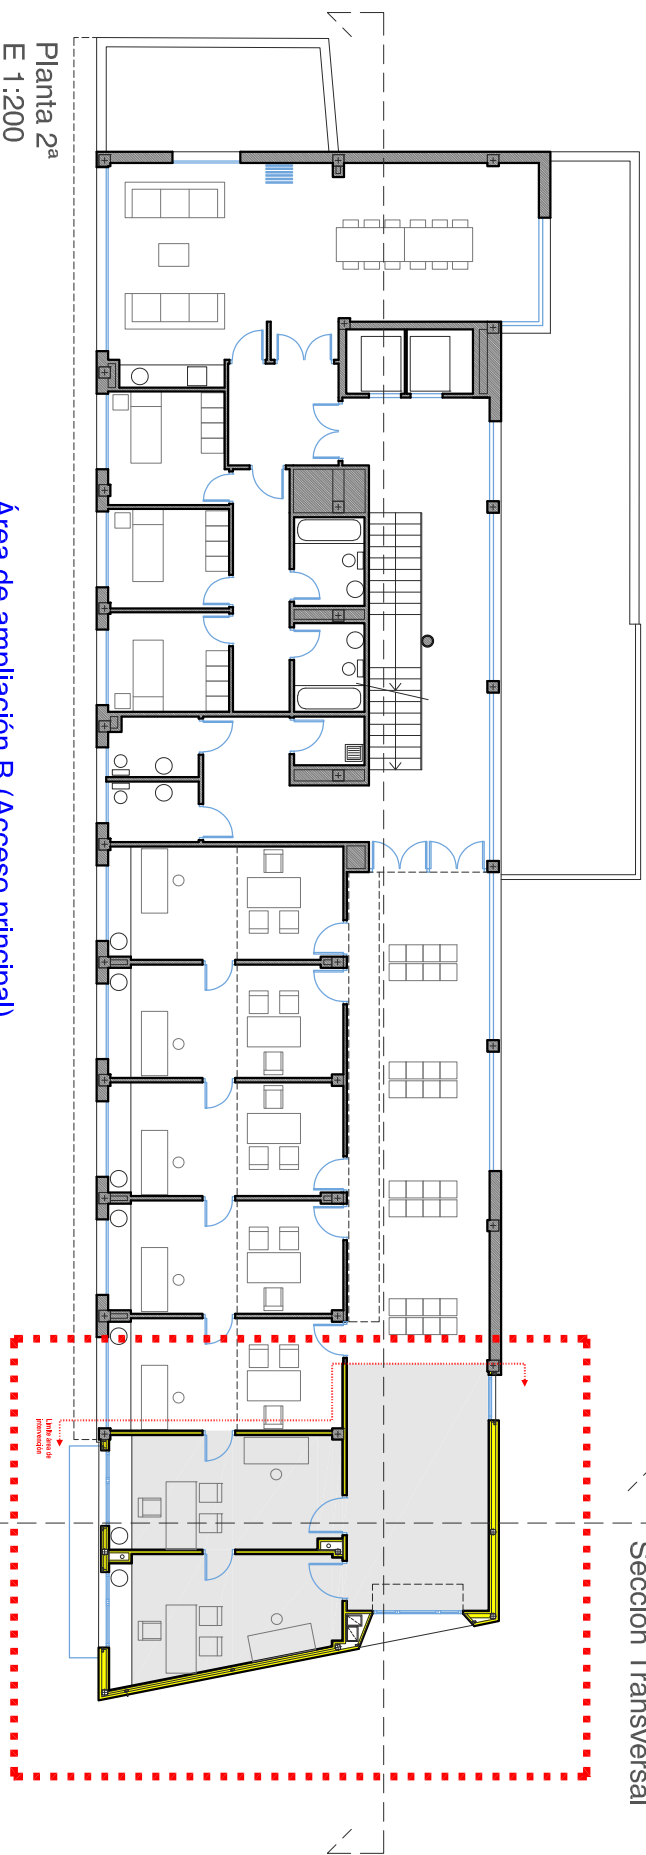 Planta 2ª
E 1:200
Área de ampliación B (Acceso principal)
Límite área de
intervención
Sección Transversal